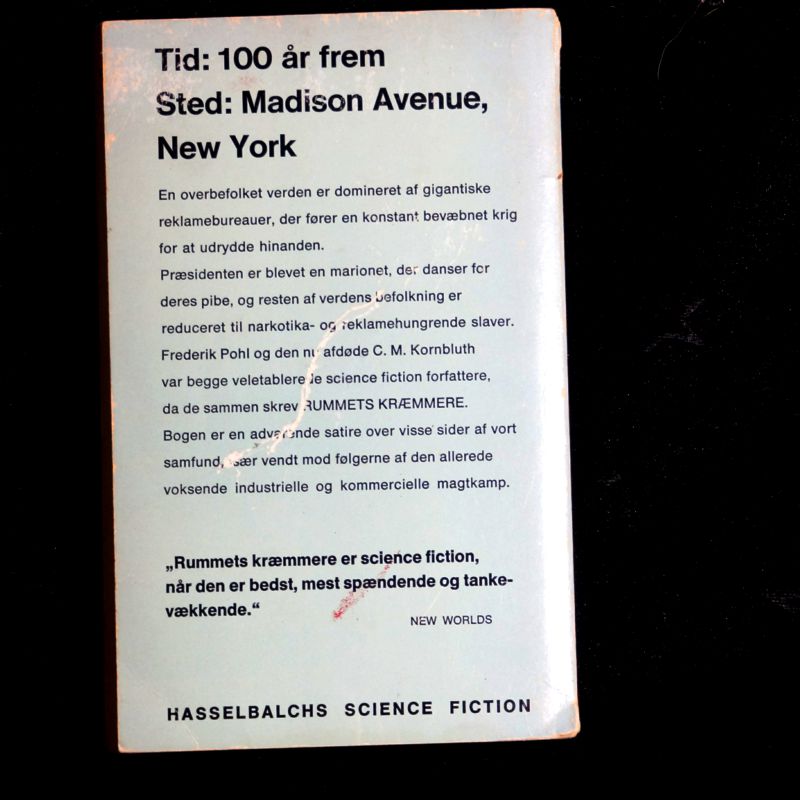 Tid: 100 år frem
Sted: Madison Avenue,
New York
En overbefolket verden er domineret af gigantiske
reklamebureauer, der fører en konstant bevæbnet krig
for at udrydde hinanden.
Præsidenten er blevet en marionet, der danser for
deres pibe, og resten af verdens befolkning er
reduceret til narkotika- og reklamehungrende slaver.
Frederik Pohl og den nu afdøde C. M. Kornbluth
var begge veletablerede science fiction forfattere,
da de sammen skrev RUMMETS KRÆMMERE.
Bogen er en advarende satire over visse sider af vort
samfund, især vendt mod følgerne af den allerede
voksende industrielle og kommercielle magtkamp.
„Rummets kræmmere er science fiction,
når den er bedst, mest spændende og tanke-
vækkende.“
NEW WORLDS
HASSELBALCHS SCIENCE FICTION